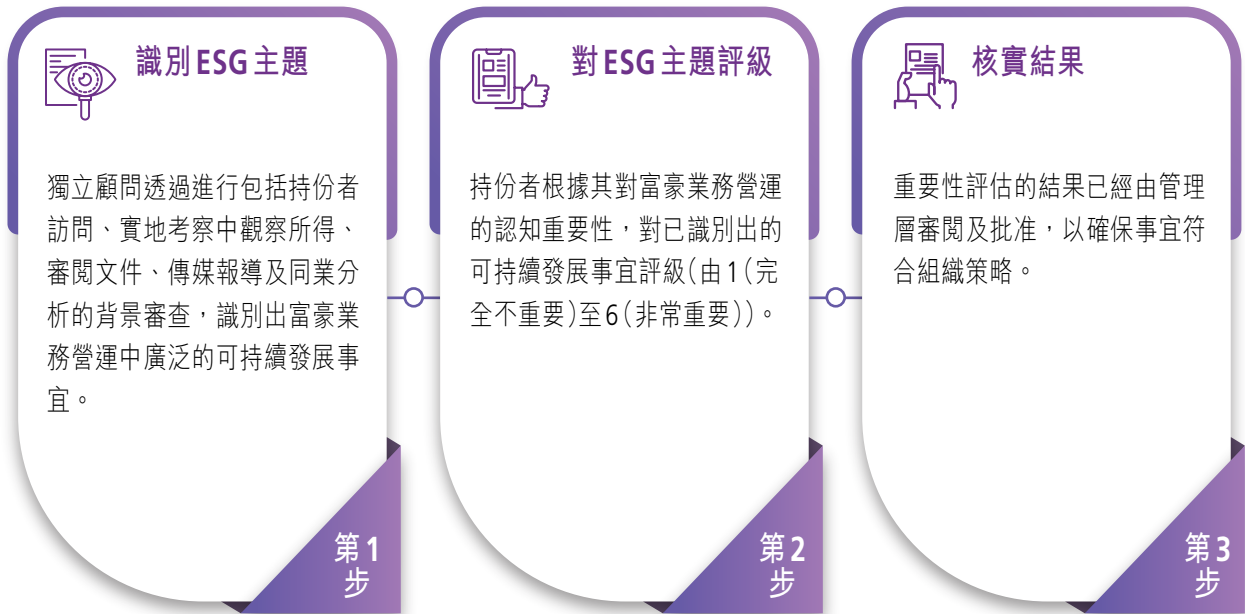 識別ESG主題
獨立顧問透過進行包括持份者
訪問、實地考察中觀察所得、
審閱文件、傳媒報導及同業分
析的背景審查，識別出富豪業
務營運中廣泛的可持續發展事
宜。
第1
步
對ESG主題評級
持份者根據其對富豪業務營運
的認知重要性，對已識別出的
可持續發展事宜評級(由1(完
全不重要)至6(非常重要))。
第2
步
核實結果
重要性評估的結果已經由管理
層審閱及批准，以確保事宜符
合組織策略。
第3
步